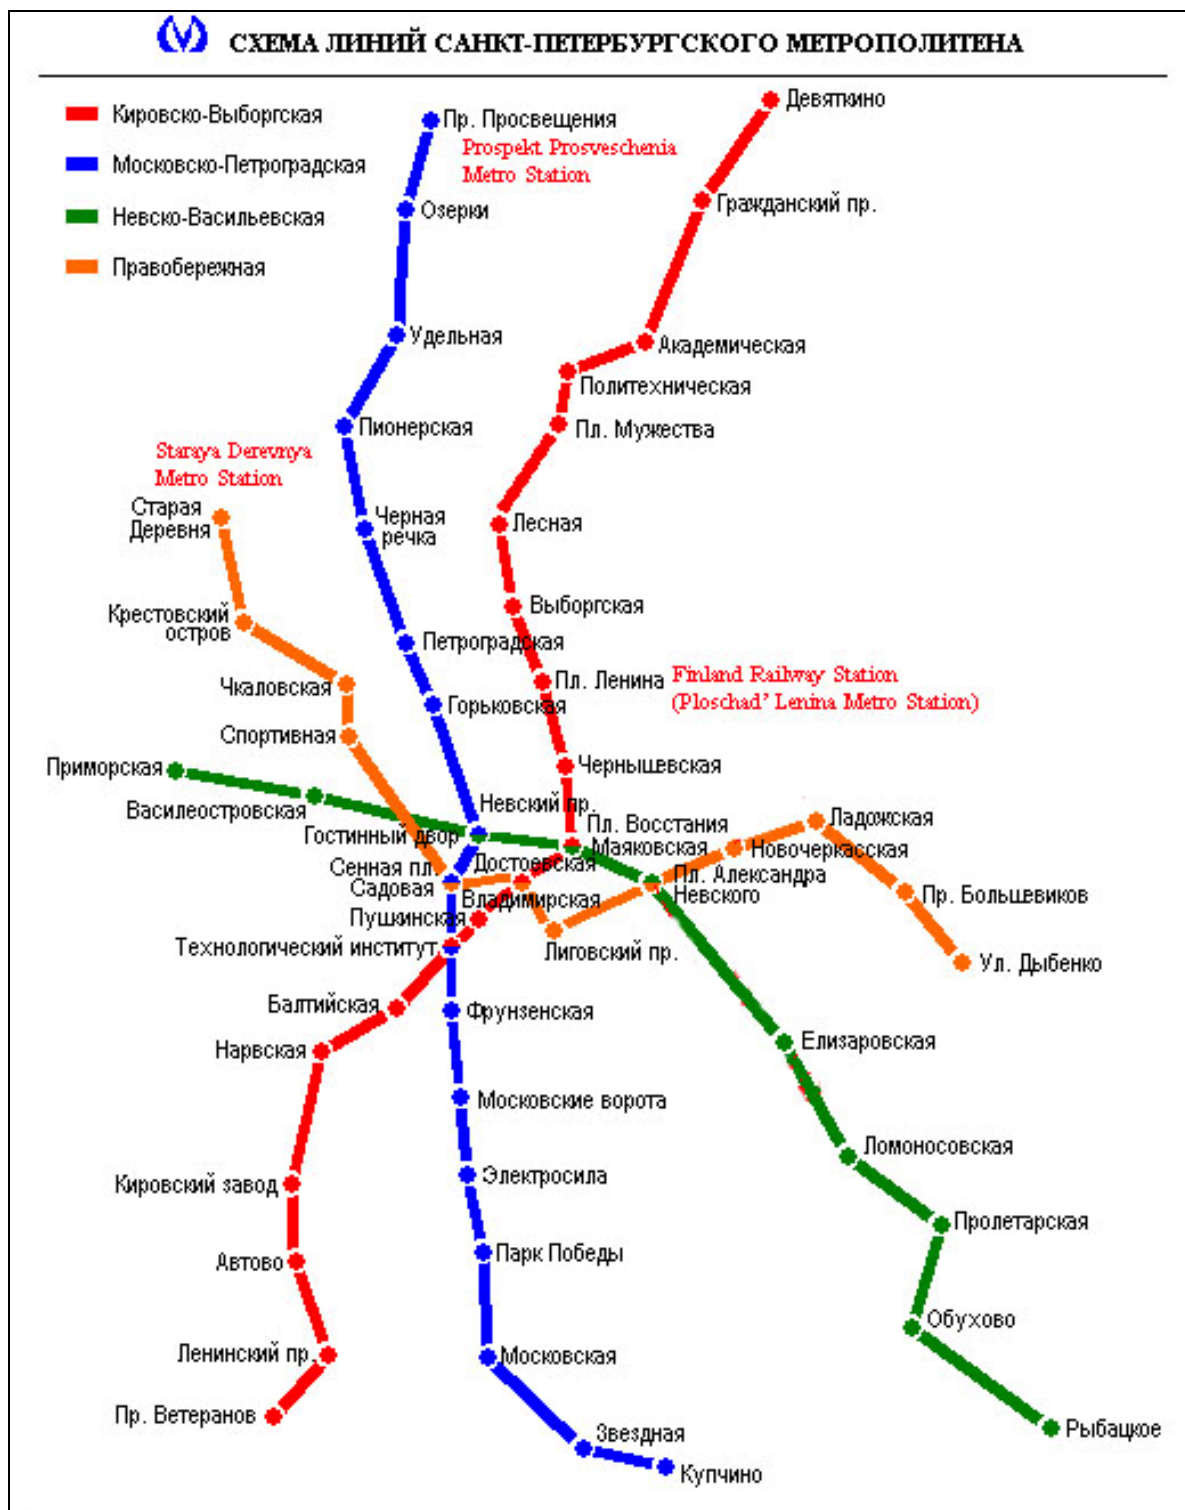 СХЕМА ЛИНИЙ САНКТ-ПЕТЕРБУРГСКОГО МЕТРОПОЛИТЕНА
Кировско-Выборгская
Московско-Петроградская
Невско-Васильевская
Правобережная
Пр. Просвещения
Prospekt Prosveschenia
Metro Station
Озерки
Удельная
Пионерская
Черная
речка
Петроградская
Горьковская
Невский пр.
Девяткино
Гражданский пр.
Академическая
Политехническая
Пл. Мужества
Лесная
Выборгская
Пл. Ленина
Finland Railway Station
(Ploschad' Lenina Metro Station)
Чернышевская
Пл. Восстания
Маяковская
Staraya Derevnya
Metro Station
Старая
Деревня
Крестовский
остров
Чкаловская
Спортивная
Приморская
Василеостровская
Гостинный двор
Сенная пл.
Садовая
Достоевская
Владимирская
Пушкинская
Технологический институт
Лиговский пр.
Пл. Александра
Невского
Новочеркасская
Ладожская
Пр. Большевиков
Ул. Дыбенко
Балтийская
Нарвская
Кировский завод
Автово
Ленинский пр.
Пр. Ветеранов
Фрунзенская
Московские ворота
Электросила
Парк Победы
Московская
Звездная
Купчино
Елизаровская
Ломоносовская
Пролетарская
Обухово
Рыбацкое